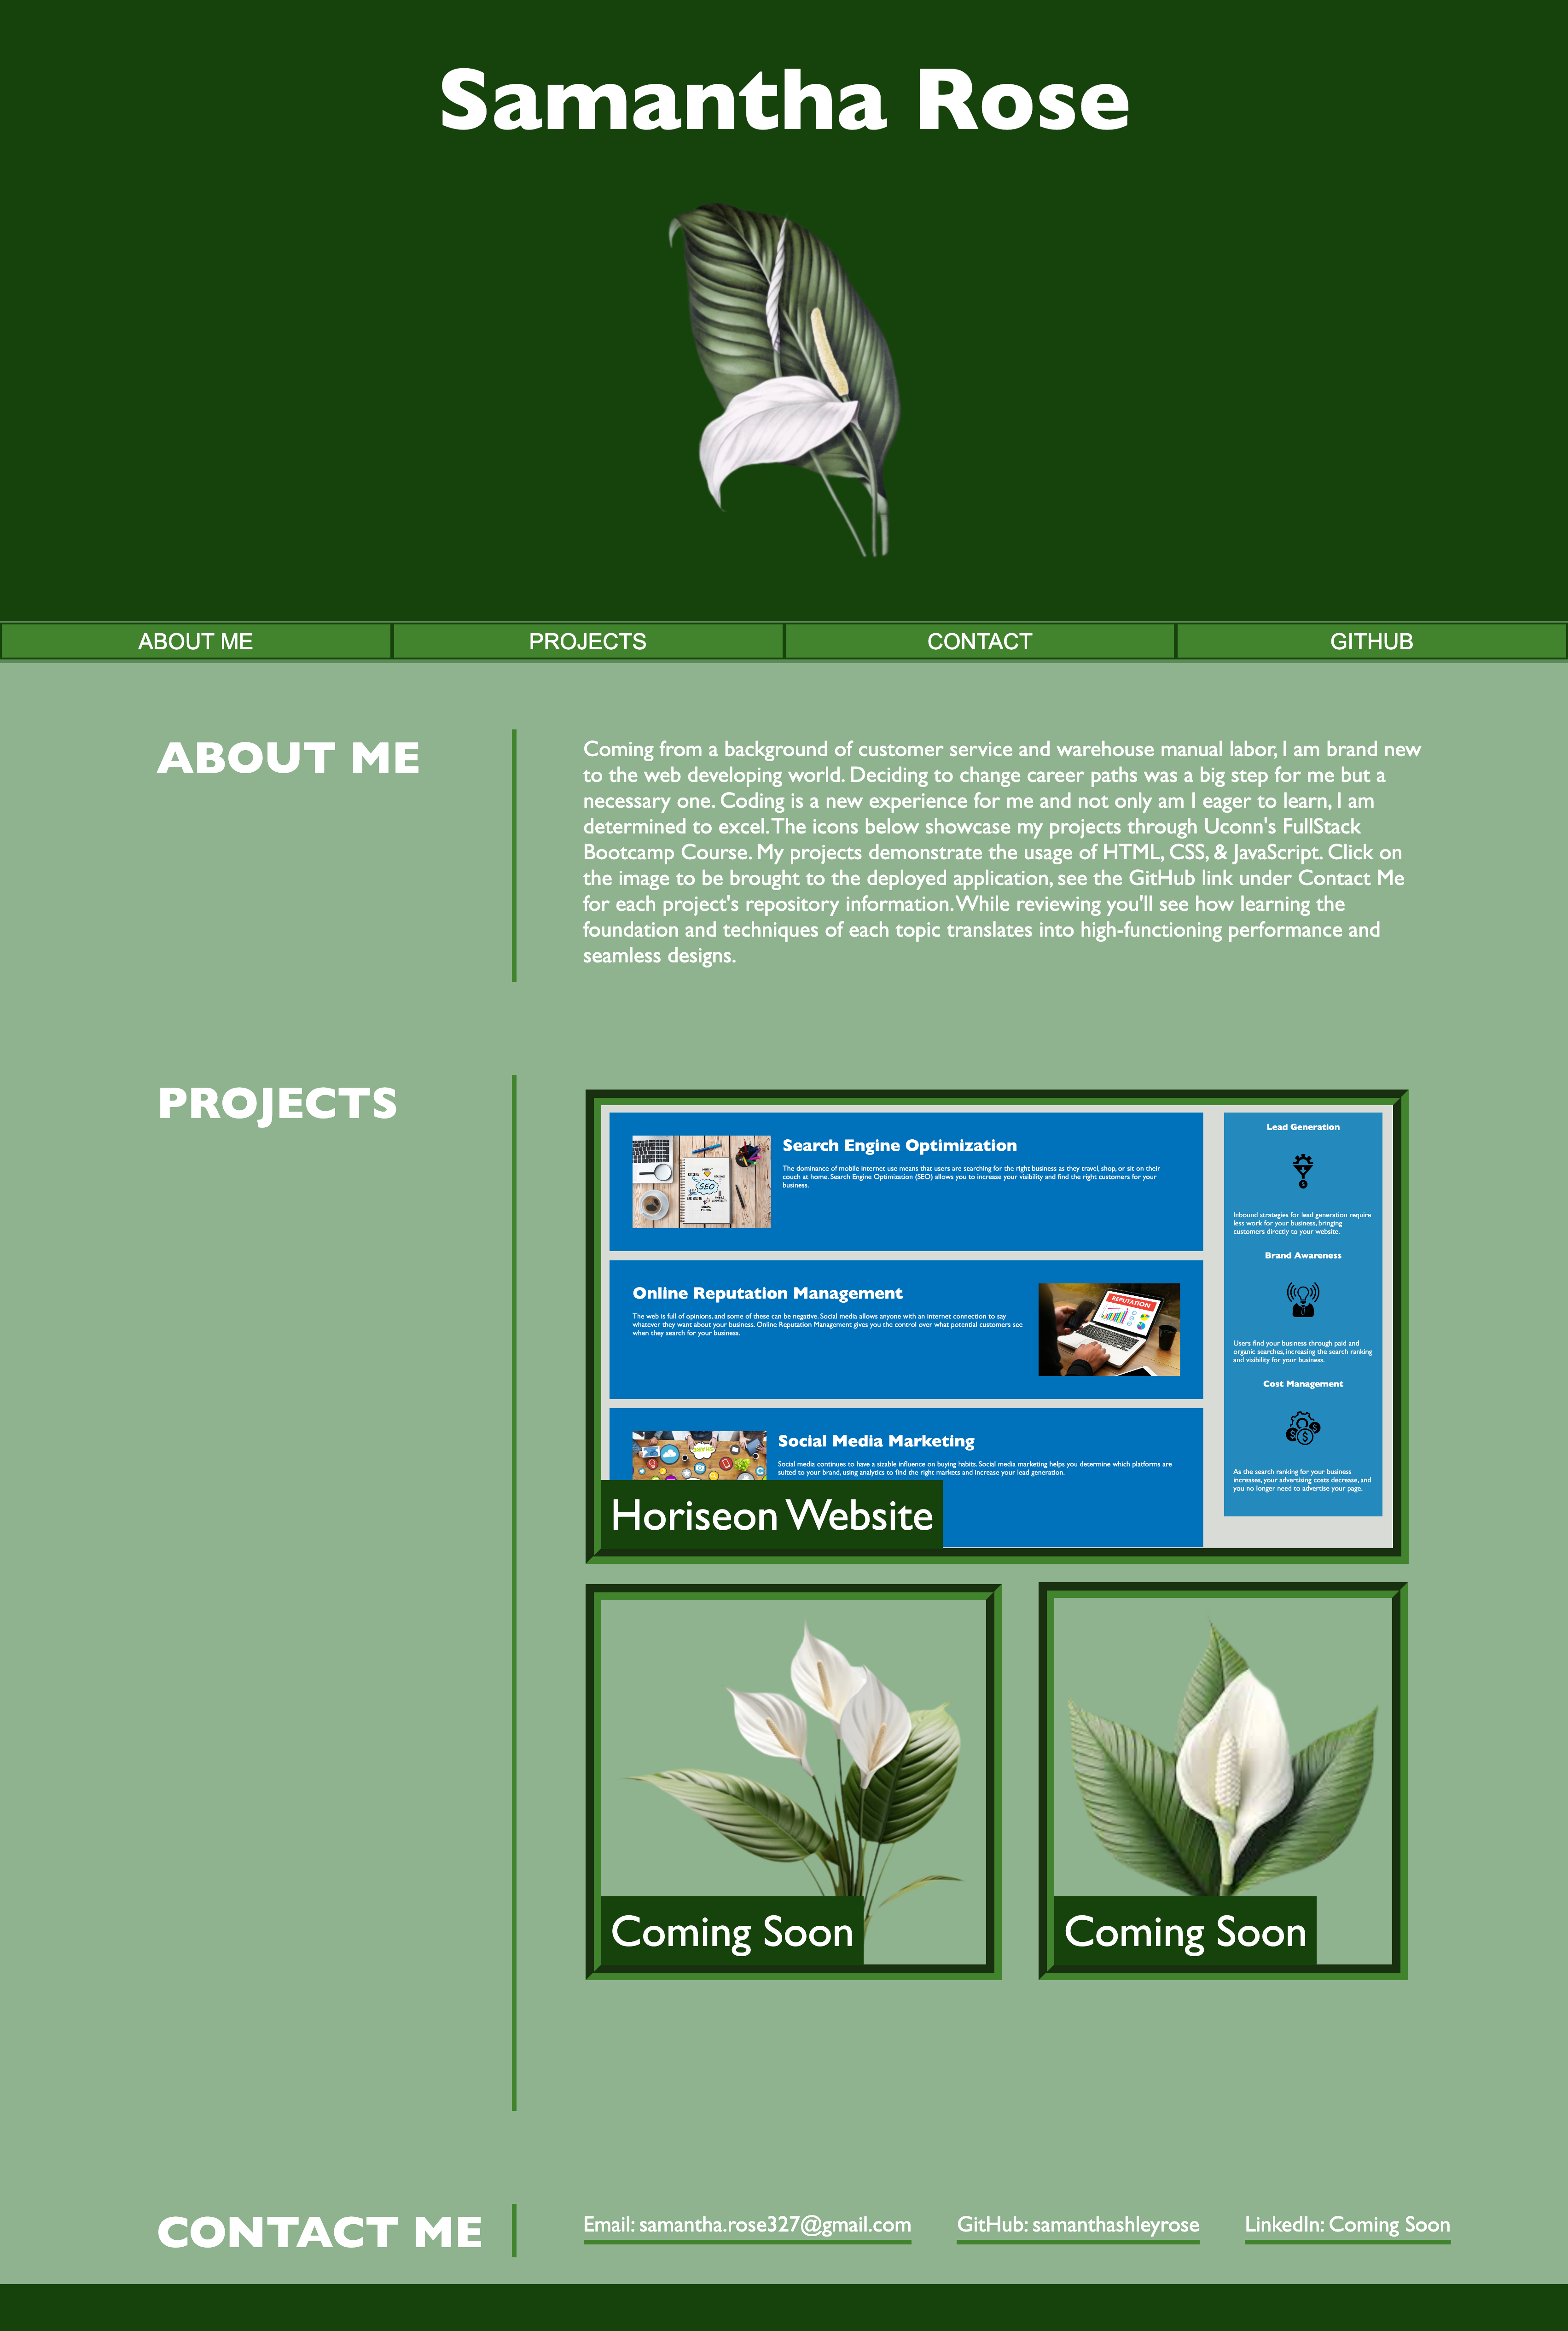 Samantha Rose
ABOUT ME
PROJECTS
CONTACT
GITHUB
ABOUT ME
Coming from a background of customer service and warehouse manual labor, I am brand new
to the web developing world. Deciding to change career paths was a big step for me but a
necessary one. Coding is a new experience for me and not only am I eager to learn, I am
determined to excel. The icons below showcase my projects through Uconn's FullStack
Bootcamp Course. My projects demonstrate the usage of HTML, CSS, & JavaScript. Click on
the image to be brought to the deployed application, see the GitHub link under Contact Me
for each project's repository information. While reviewing you'll see how learning the
foundation and techniques of each topic translates into high-functioning performance and
seamless designs.
PROJECTS
Search Engine Optimization
The dominance of mobile internet use means that users are searching for the right business as they travel, shop, or sit on their
couch at home. Search Engine Optimization (SEO) allows you to increase your visibility and find the right customers for your
business.
SEO
Online Reputation Management
The web is full of opinions, and some of these can be negative. Social media allows anyone with an internet connection to say
whatever they want about your business. Online Reputation Management gives you the control over what potential customers see
when they search for your business.
REPUTATION
Social Media Marketing
Social media continues to have a sizable influence on buying habits. Social media marketing helps you determine which platforms are
suited to your brand, using analytics to find the right markets and increase your lead generation.
Lead Generation
Inbound strategies for lead generation require
less work for your business, bringing
customers directly to your website.
Brand Awareness
Users find your business through paid and
organic searches, increasing the search ranking
and visibility for your business.
Cost Management
As the search ranking for your business
increases, your advertising costs decrease, and
you no longer need to advertise your page.
Horiseon Website
Coming Soon
Coming Soon
CONTACT ME
Email: samantha.rose327@gmail.com
GitHub: samanthashleyrose
LinkedIn: Coming Soon